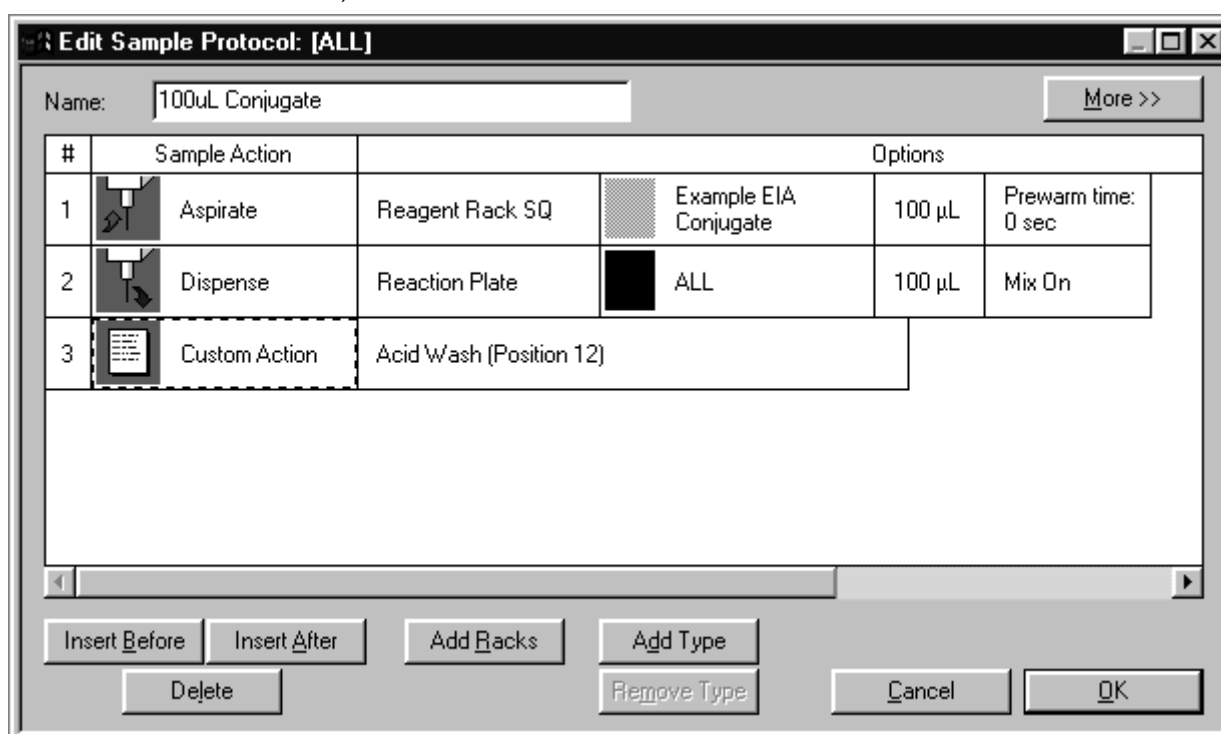 Edit Sample Protocol: [ALL]
Name: 100uL Conjugate More >>
# Sample Action Options
1 Aspirate Reagent Rack SQ Example EIA Conjugate 100 µL Prewarm time: 0 sec
2 Dispense Reaction Plate ALL 100 µL Mix On
3 Custom Action Acid Wash (Position 12)
Insert Before Insert After Add Racks Add Type
Delete Remove Type Cancel OK